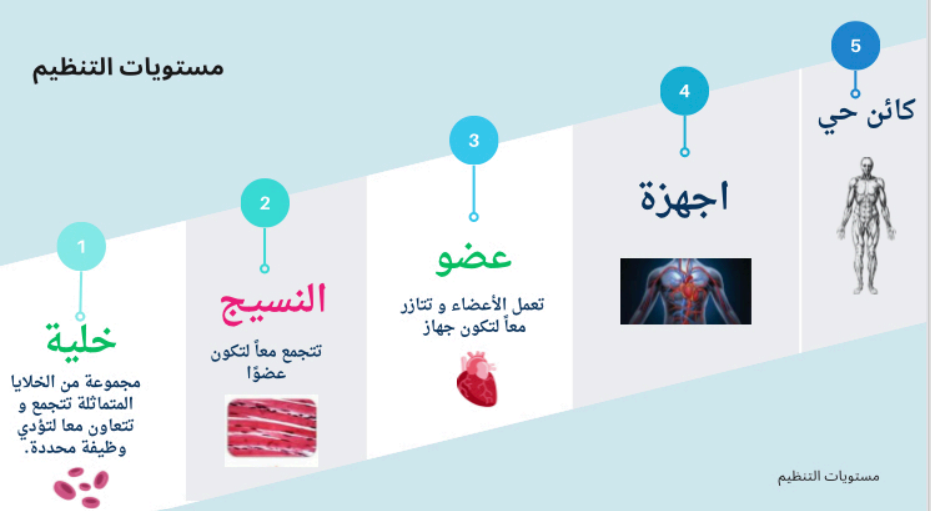 مستويات التنظيم
1
خلية
مجموعة من الخلايا
المتماثلة تتجمع و
تتعاون معا لتؤدي
وظيفة محددة.
2
النسيج
تتجمع معاً لتكون
عضوًا
3
عضو
تعمل الأعضاء و تتازر
معاً لتكون جهاز
4
اجهزة
5
كائن حي
مستويات التنظيم